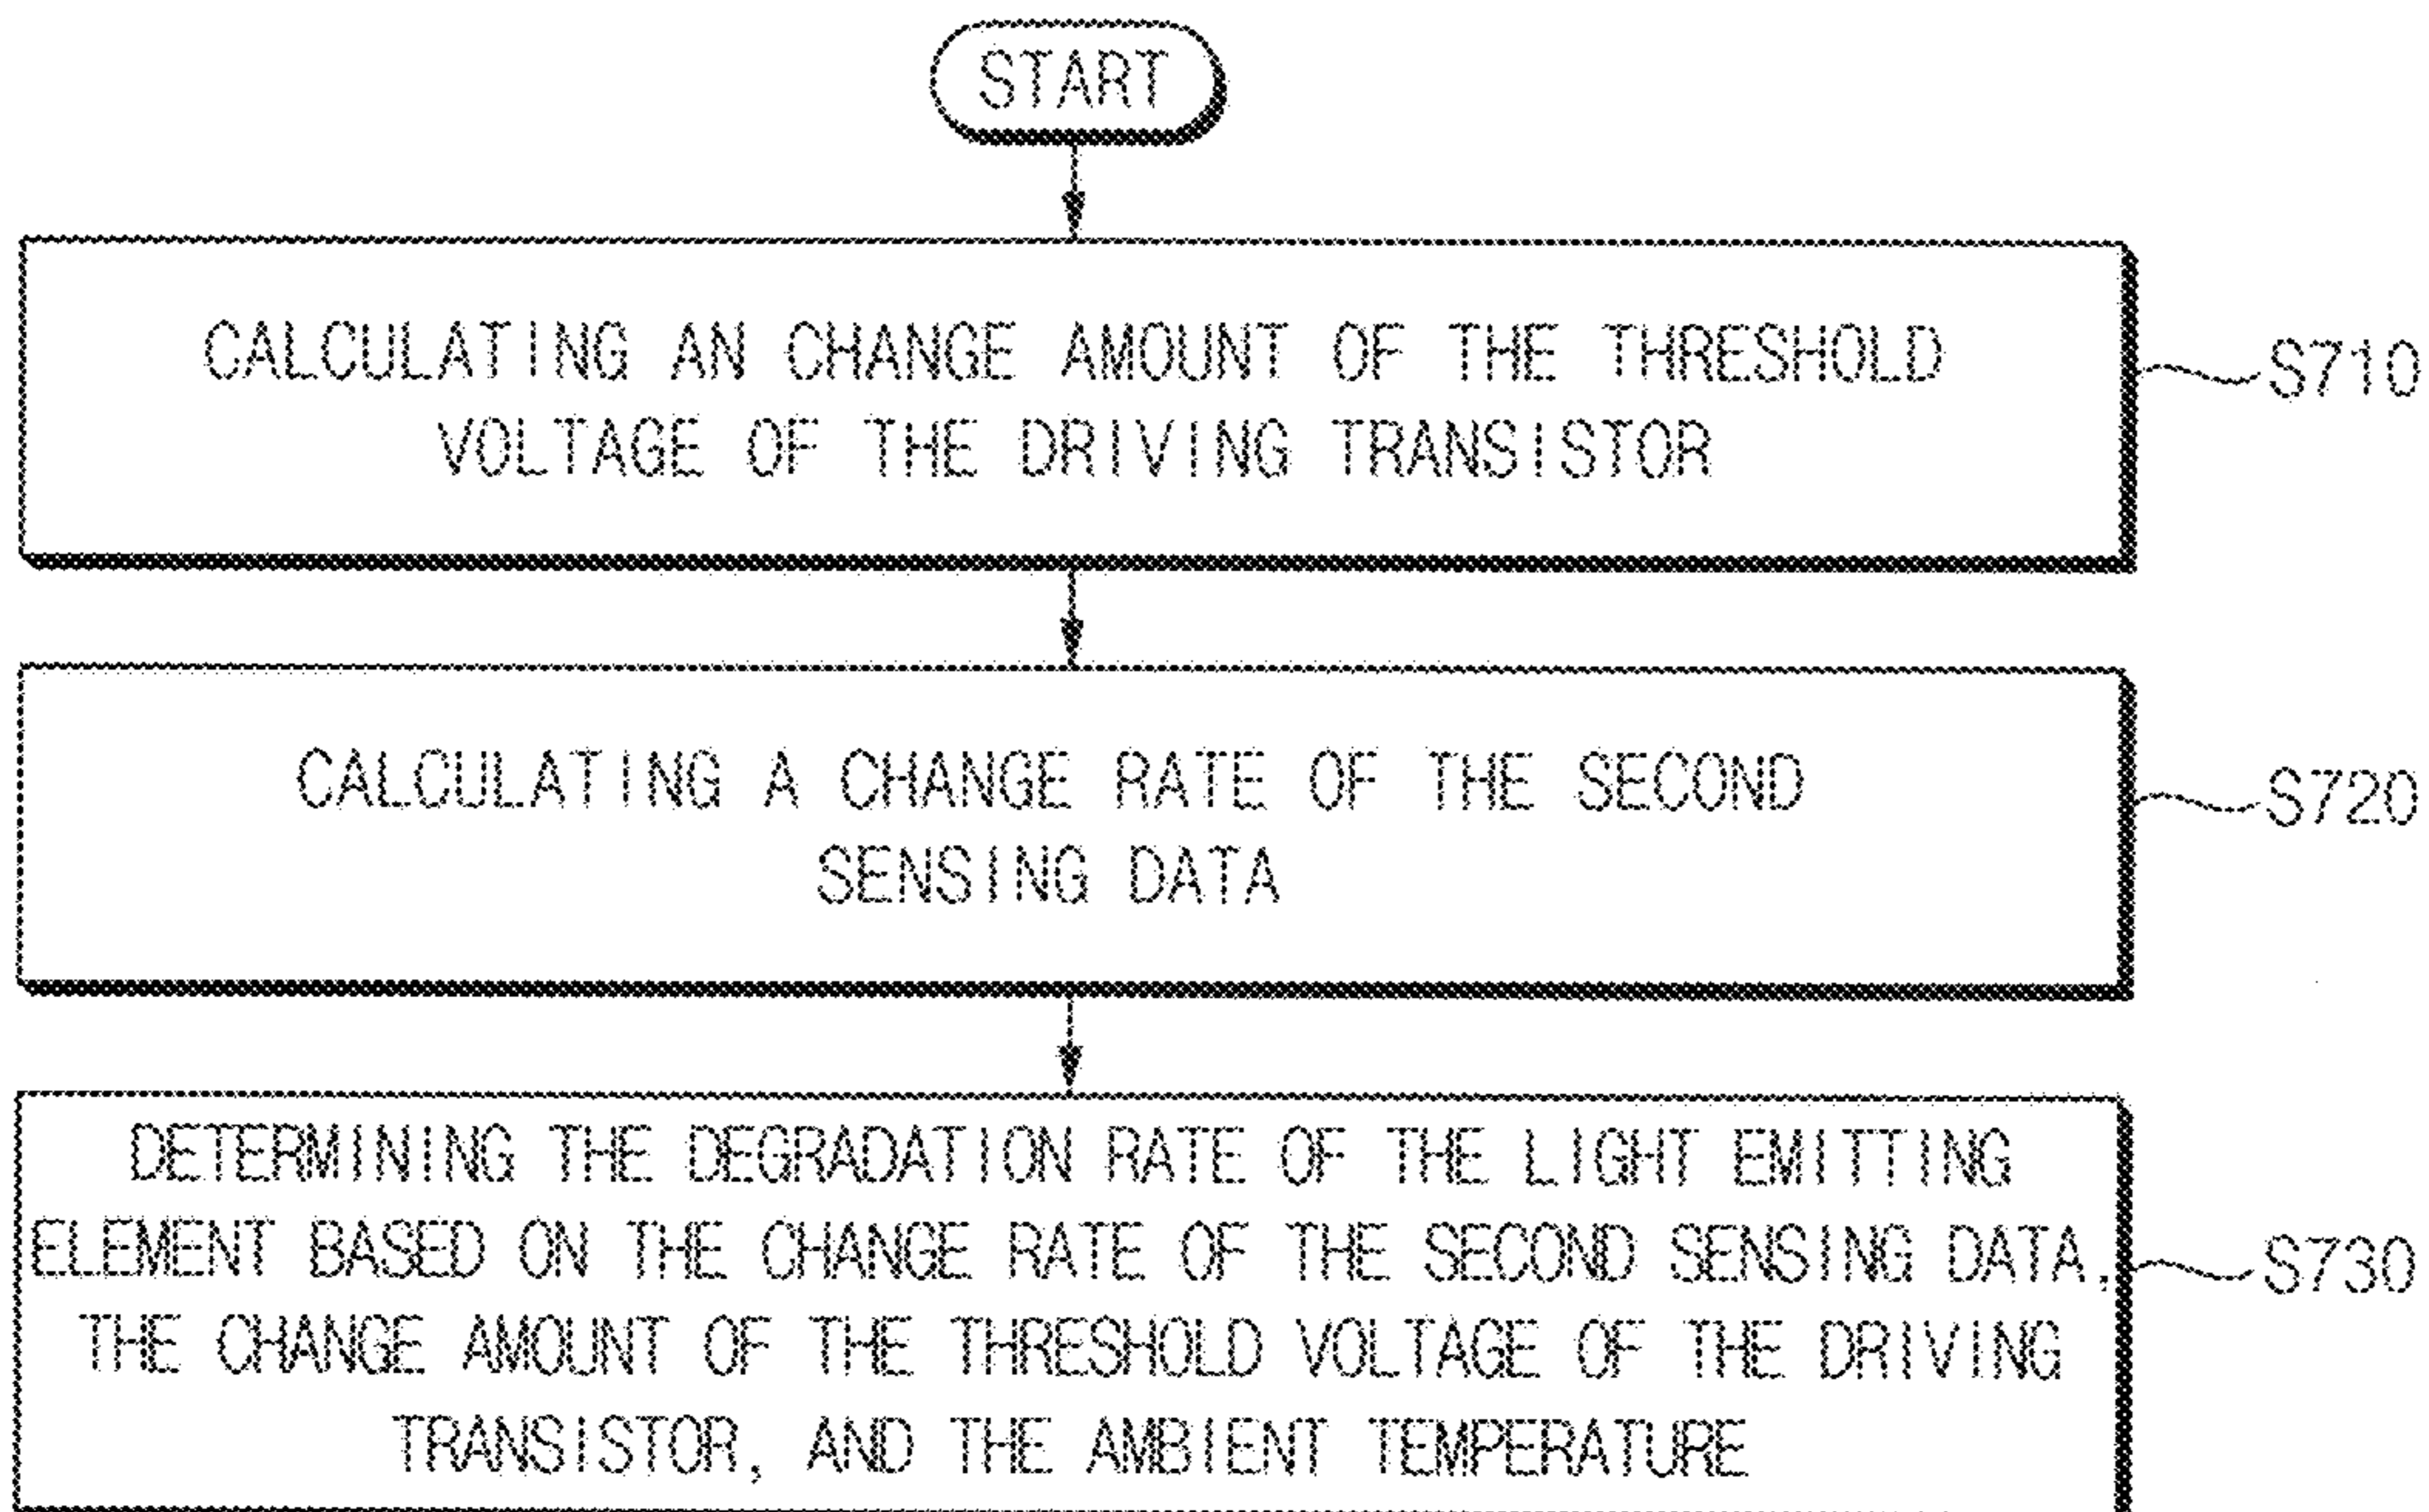 START
CALCULATING AN CHANGE AMOUNT OF THE THRESHOLD
VOLTAGE OF THE DRIVING TRANSISTOR
S710
CALCULATING A CHANGE RATE OF THE SECOND
SENSING DATA
S720
DETERMINING THE DEGRADATION RATE OF THE LIGHT EMITTING
ELEMENT BASED ON THE CHANGE RATE OF THE SECOND SENSING DATA,
THE CHANGE AMOUNT OF THE THRESHOLD VOLTAGE OF THE DRIVING
TRANSISTOR, AND THE AMBIENT TEMPERATURE
S730